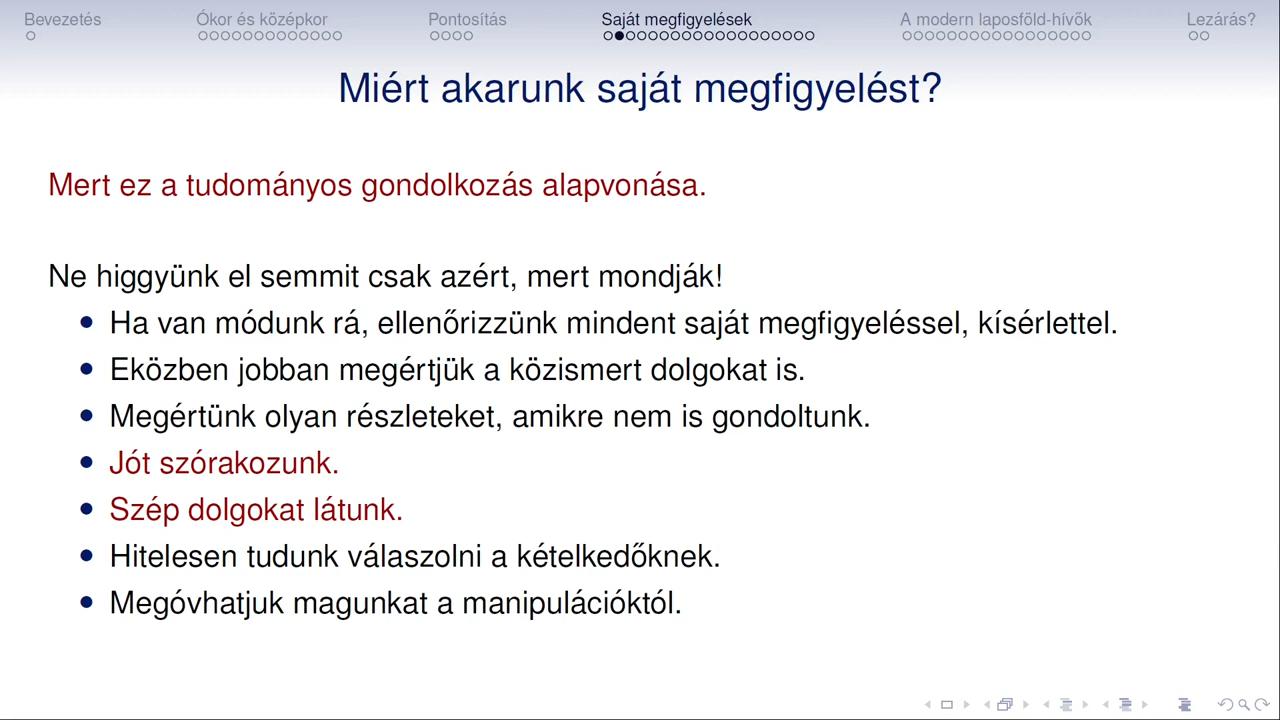 Bevezetés
Ókor és középkor
Pontosítás
Saját megfigyelések
A modern laposföld-hívők
Lezárás?
Miért akarunk saját megfigyelést?
Mert ez a tudományos gondolkozás alapvonása.
Ne higgyünk el semmit csak azért, mert mondják!
Ha van módunk rá, ellenőrizzünk mindent saját megfigyeléssel, kísérlettel.
Eközben jobban megértjük a közismert dolgokat is.
Megértünk olyan részleteket, amikre nem is gondoltunk.
Jót szórakozunk.
Szép dolgokat látunk.
Hitelesen tudunk válaszolni a kételkedőknek.
Megóvhatjuk magunkat a manipulációktól.